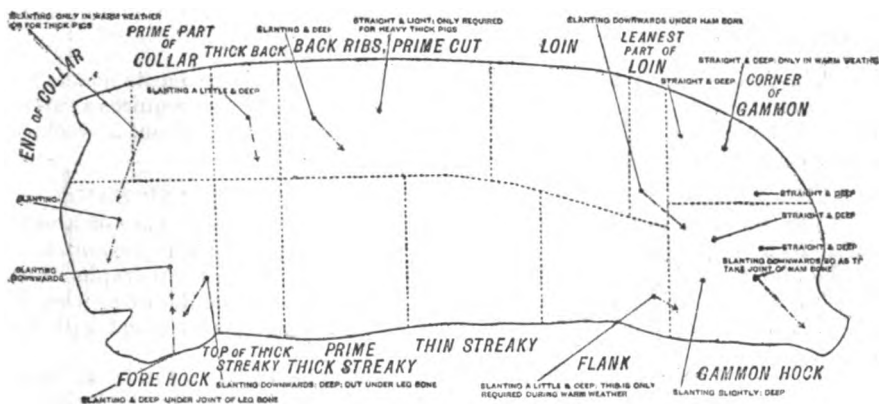 SLANTING: ONLY IN WARM WEATHER
FOR THICK PIGS
END OF COLLAR
PRIME PART
OF
COLLAR
THICK BACK
SLANTING & DEEP
SLANTING A LITTLE & DEEP
STRAIGHT & LIGHT; ONLY REQUIRED
FOR HEAVY THICK PIGS
BACK RIBS, PRIME CUT
LOIN
SLANTING DOWNWARDS UNDER HAM BONE
LEANEST
PART OF
LOIN
STRAIGHT & DEEP
STRAIGHT & DEEP: ONLY IN WARM
CORNER
OF
GAMMON
SLANTING
SLANTING
DOWNWARDS
STRAIGHT & DEEP
STRAIGHT & DEEP
STRAIGHT & DEEP
SLANTING DOWNWARDS SO AS
TAKE JOINT OF HAM BONE
FORE HOCK
TOP OF THICK
STREAKY
PRIME
THICK STREAKY
THIN STREAKY
FLANK
GAMMON HOCK
SLANTING DOWNWARDS: DEEP; OUT UNDER LEG BONE
SLANTING & DEEP UNDER JOINT OF LEG BONE
SLANTING A LITTLE & DEEP; THIS IS ONLY
REQUIRED DURING WARM WEATHER
SLANTING SLIGHTLY: DEEP